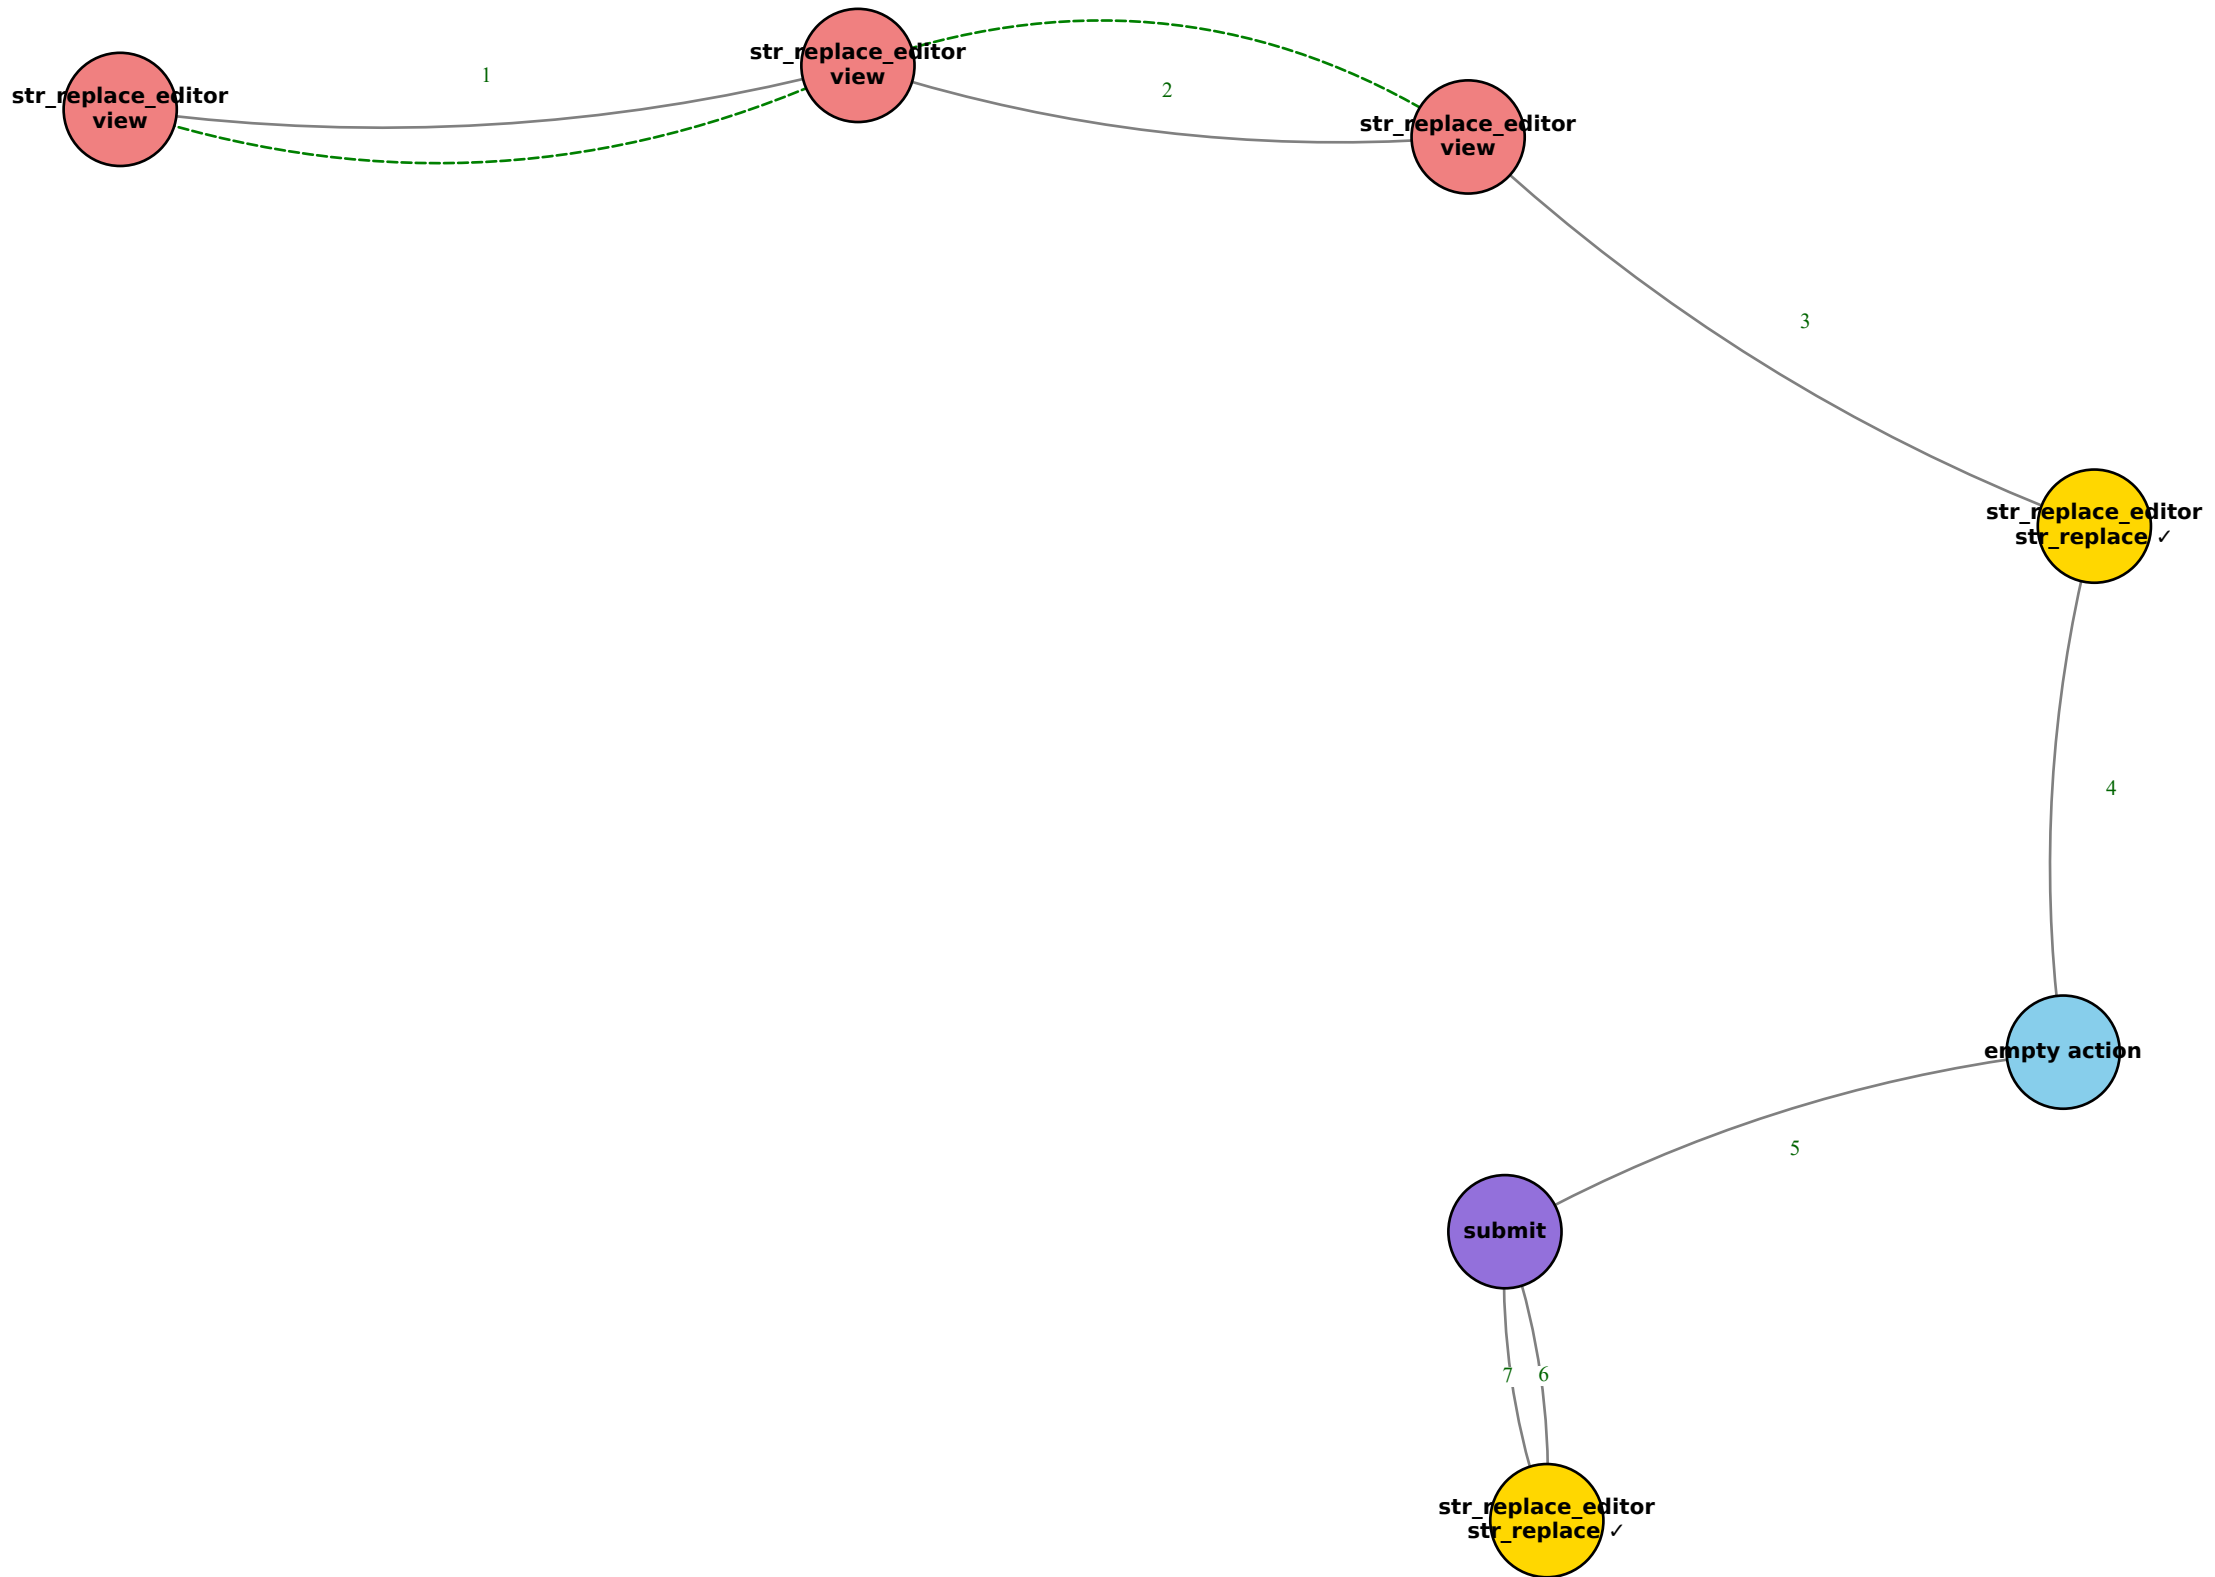 str_replace_editor
view
1
str_replace_editor
view
2
str_replace_editor
view
3
str_replace_editor
str_replace ✓
4
empty action
5
submit
7
6
str_replace_editor
str_replace ✓